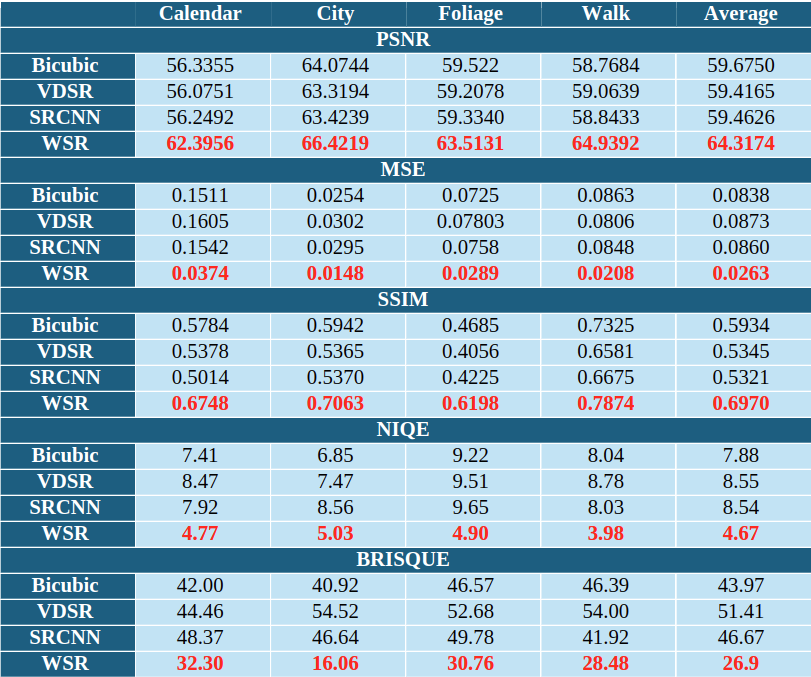 Calendar City Foliage Walk Average
PSNR
Bicubic 56.3355 64.0744 59.522 58.7684 59.6750
VDSR 56.0751 63.3194 59.2078 59.0639 59.4165
SRCNN 56.2492 63.4239 59.3340 58.8433 59.4626
WSR 62.3956 66.4219 63.5131 64.9392 64.3174
MSE
Bicubic 0.1511 0.0254 0.0725 0.0863 0.0838
VDSR 0.1605 0.0302 0.07803 0.0806 0.0873
SRCNN 0.1542 0.0295 0.0758 0.0848 0.0860
WSR 0.0374 0.0148 0.0289 0.0208 0.0263
SSIM
Bicubic 0.5784 0.5942 0.4685 0.7325 0.5934
VDSR 0.5378 0.5365 0.4056 0.6581 0.5345
SRCNN 0.5014 0.5370 0.4225 0.6675 0.5321
WSR 0.6748 0.7063 0.6198 0.7874 0.6970
NIQE
Bicubic 7.41 6.85 9.22 8.04 7.88
VDSR 8.47 7.47 9.51 8.78 8.55
SRCNN 7.92 8.56 9.65 8.03 8.54
WSR 4.77 5.03 4.90 3.98 4.67
BRISQUE
Bicubic 42.00 40.92 46.57 46.39 43.97
VDSR 44.46 54.52 52.68 54.00 51.41
SRCNN 48.37 46.64 49.78 41.92 46.67
WSR 32.30 16.06 30.76 28.48 26.9